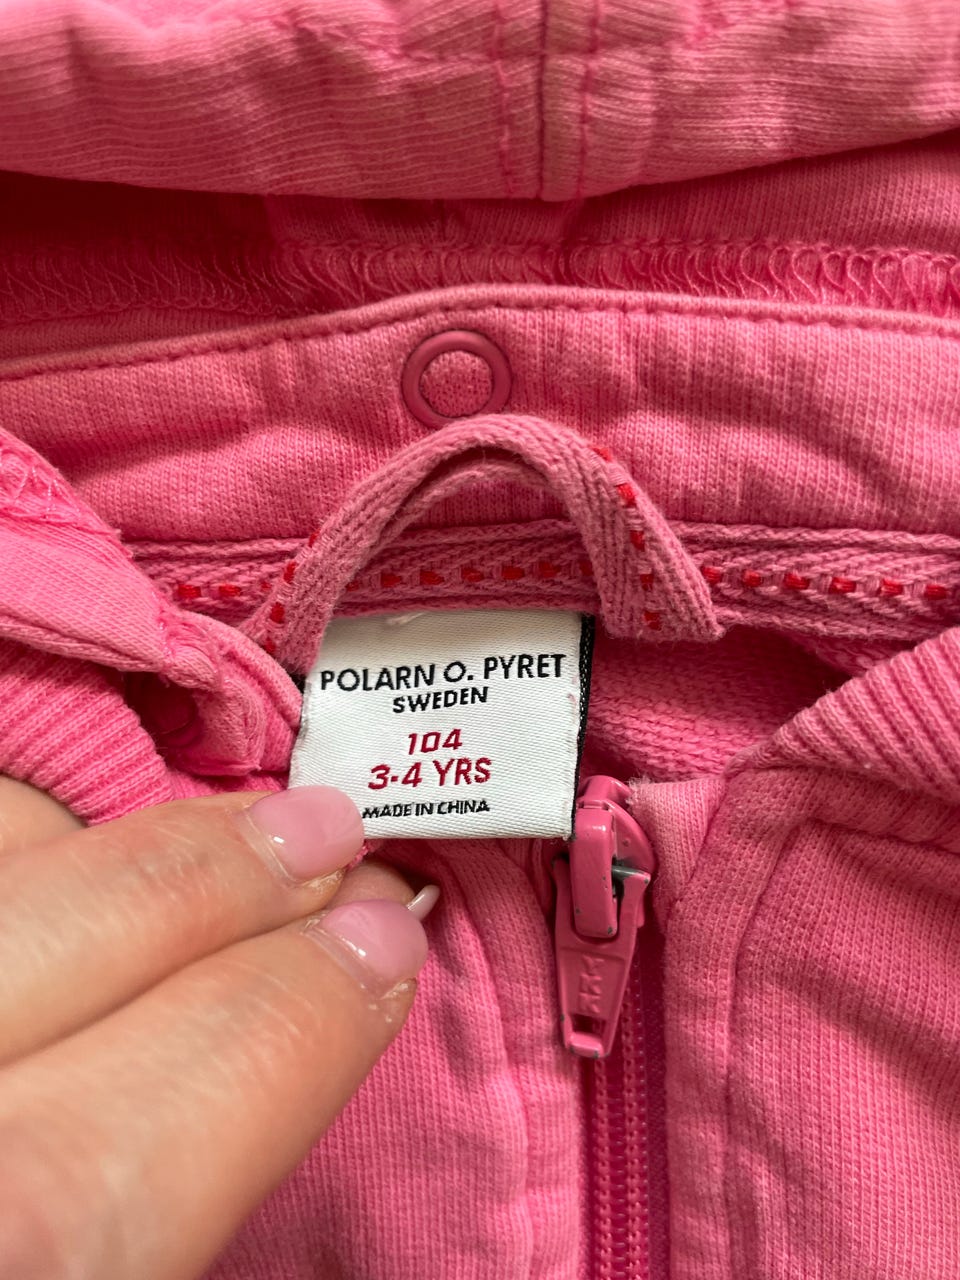 POLARN O. PYRET
SWEDEN
104
3-4 YRS
MADE IN CHINA